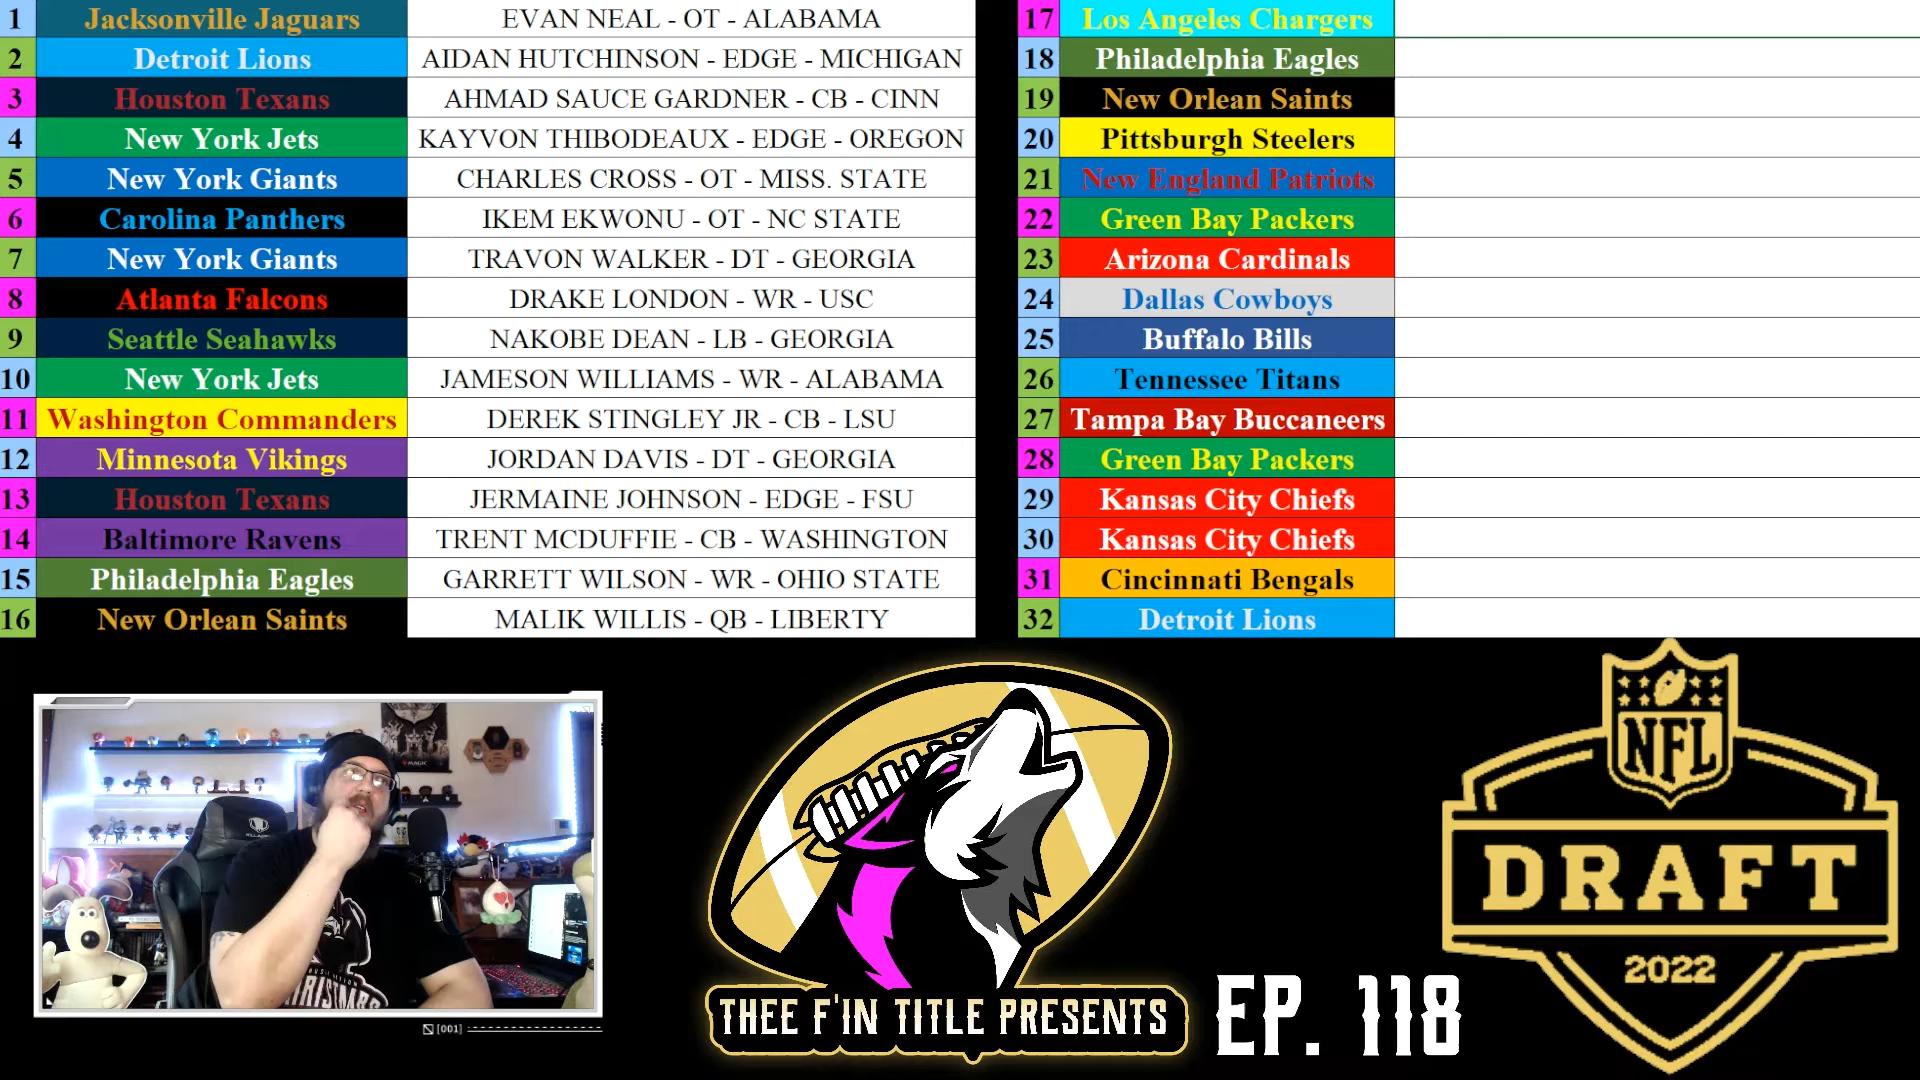 1 Jacksonville Jaguars EVAN NEAL - OT - ALABAMA
2 Detroit Lions AIDAN HUTCHINSON - EDGE - MICHIGAN
3 Houston Texans AHMAD SAUCE GARDNER - CB - CINN
4 New York Jets KAYVON THIBODEAUX - EDGE - OREGON
5 New York Giants CHARLES CROSS - OT - MISS. STATE
6 Carolina Panthers IKEM EKWONU - OT - NC STATE
7 New York Giants TRAVON WALKER - DT - GEORGIA
8 Atlanta Falcons DRAKE LONDON - WR - USC
9 Seattle Seahawks NAKOBE DEAN - LB - GEORGIA
10 New York Jets JAMESON WILLIAMS - WR - ALABAMA
11 Washington Commanders DEREK STINGLEY JR - CB - LSU
12 Minnesota Vikings JORDAN DAVIS - DT - GEORGIA
13 Houston Texans JERMAINE JOHNSON - EDGE - FSU
14 Baltimore Ravens TRENT MCDUFFIE - CB - WASHINGTON
15 Philadelphia Eagles GARRETT WILSON - WR - OHIO STATE
16 New Orlean Saints MALIK WILLIS - QB - LIBERTY
17 Los Angeles Chargers
18 Philadelphia Eagles
19 New Orlean Saints
20 Pittsburgh Steelers
21 New England Patriots
22 Green Bay Packers
23 Arizona Cardinals
24 Dallas Cowboys
25 Buffalo Bills
26 Tennessee Titans
27 Tampa Bay Buccaneers
28 Green Bay Packers
29 Kansas City Chiefs
30 Kansas City Chiefs
31 Cincinnati Bengals
32 Detroit Lions
MAGIC
[001]
THEE F'IN TITLE PRESENTS
EP. 118
NFL
DRAFT
2022